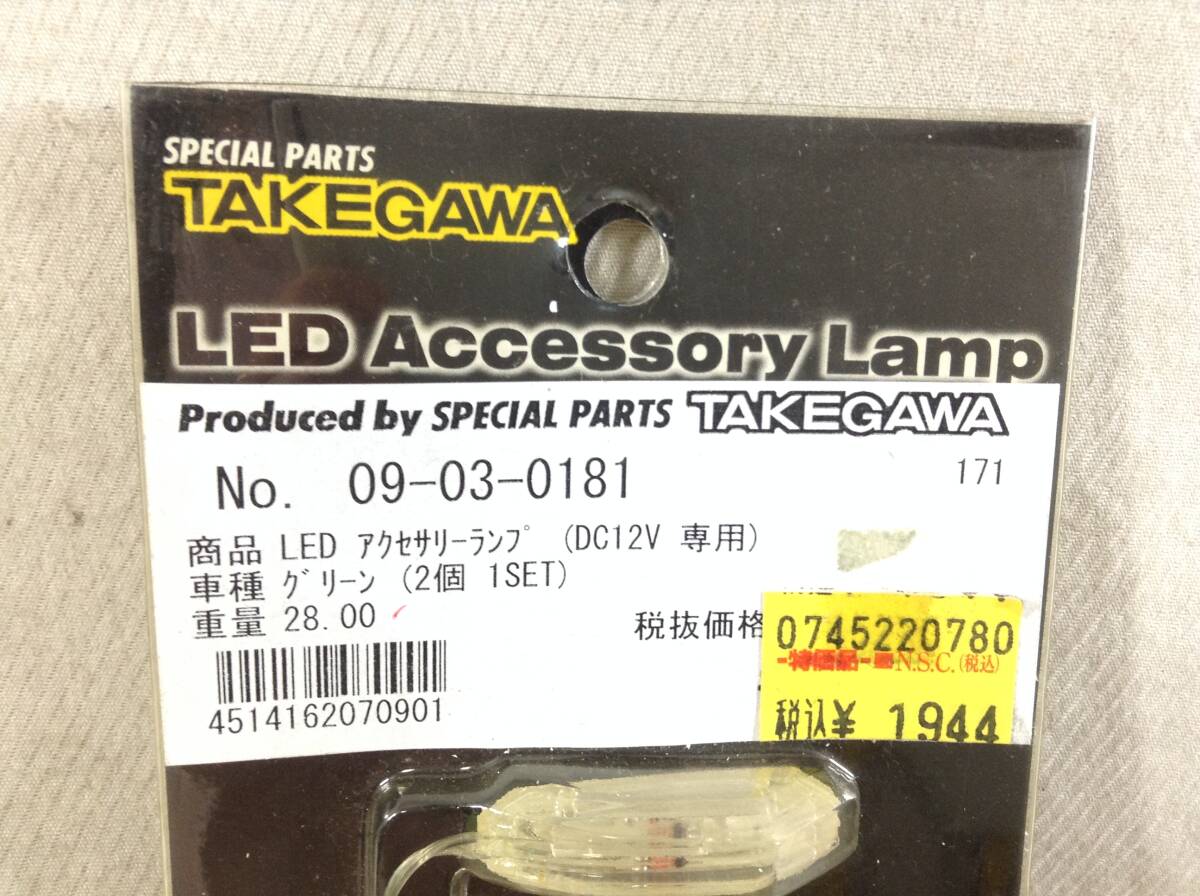 SPECIAL PARTS
TAKEGAWA
LED Accessory Lamp
Produced by SPECIAL PARTS TAKEGAWA
No. 09-03-0181 171
商品 LED ｱｸｾｻﾘｰﾗﾝﾌﾟ (DC12V 専用)
車種 ｸﾞﾘｰﾝ (2個 1SET)
重量 28.00
税抜価格
4514162070901
0745220780
-特価品- N.S.C.(税込)
税込¥ 1944